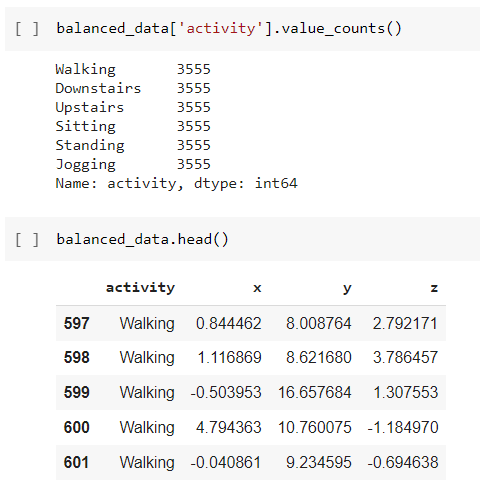 [ ] balanced_data['activity'].value_counts()
Walking 3555
Downstairs 3555
Upstairs 3555
Sitting 3555
Standing 3555
Jogging 3555
Name: activity, dtype: int64
[ ] balanced_data.head()
activity x y z
597 Walking 0.844462 8.008764 2.792171
598 Walking 1.116869 8.621680 3.786457
599 Walking -0.503953 16.657684 1.307553
600 Walking 4.794363 10.760075 -1.184970
601 Walking -0.040861 9.234595 -0.694638